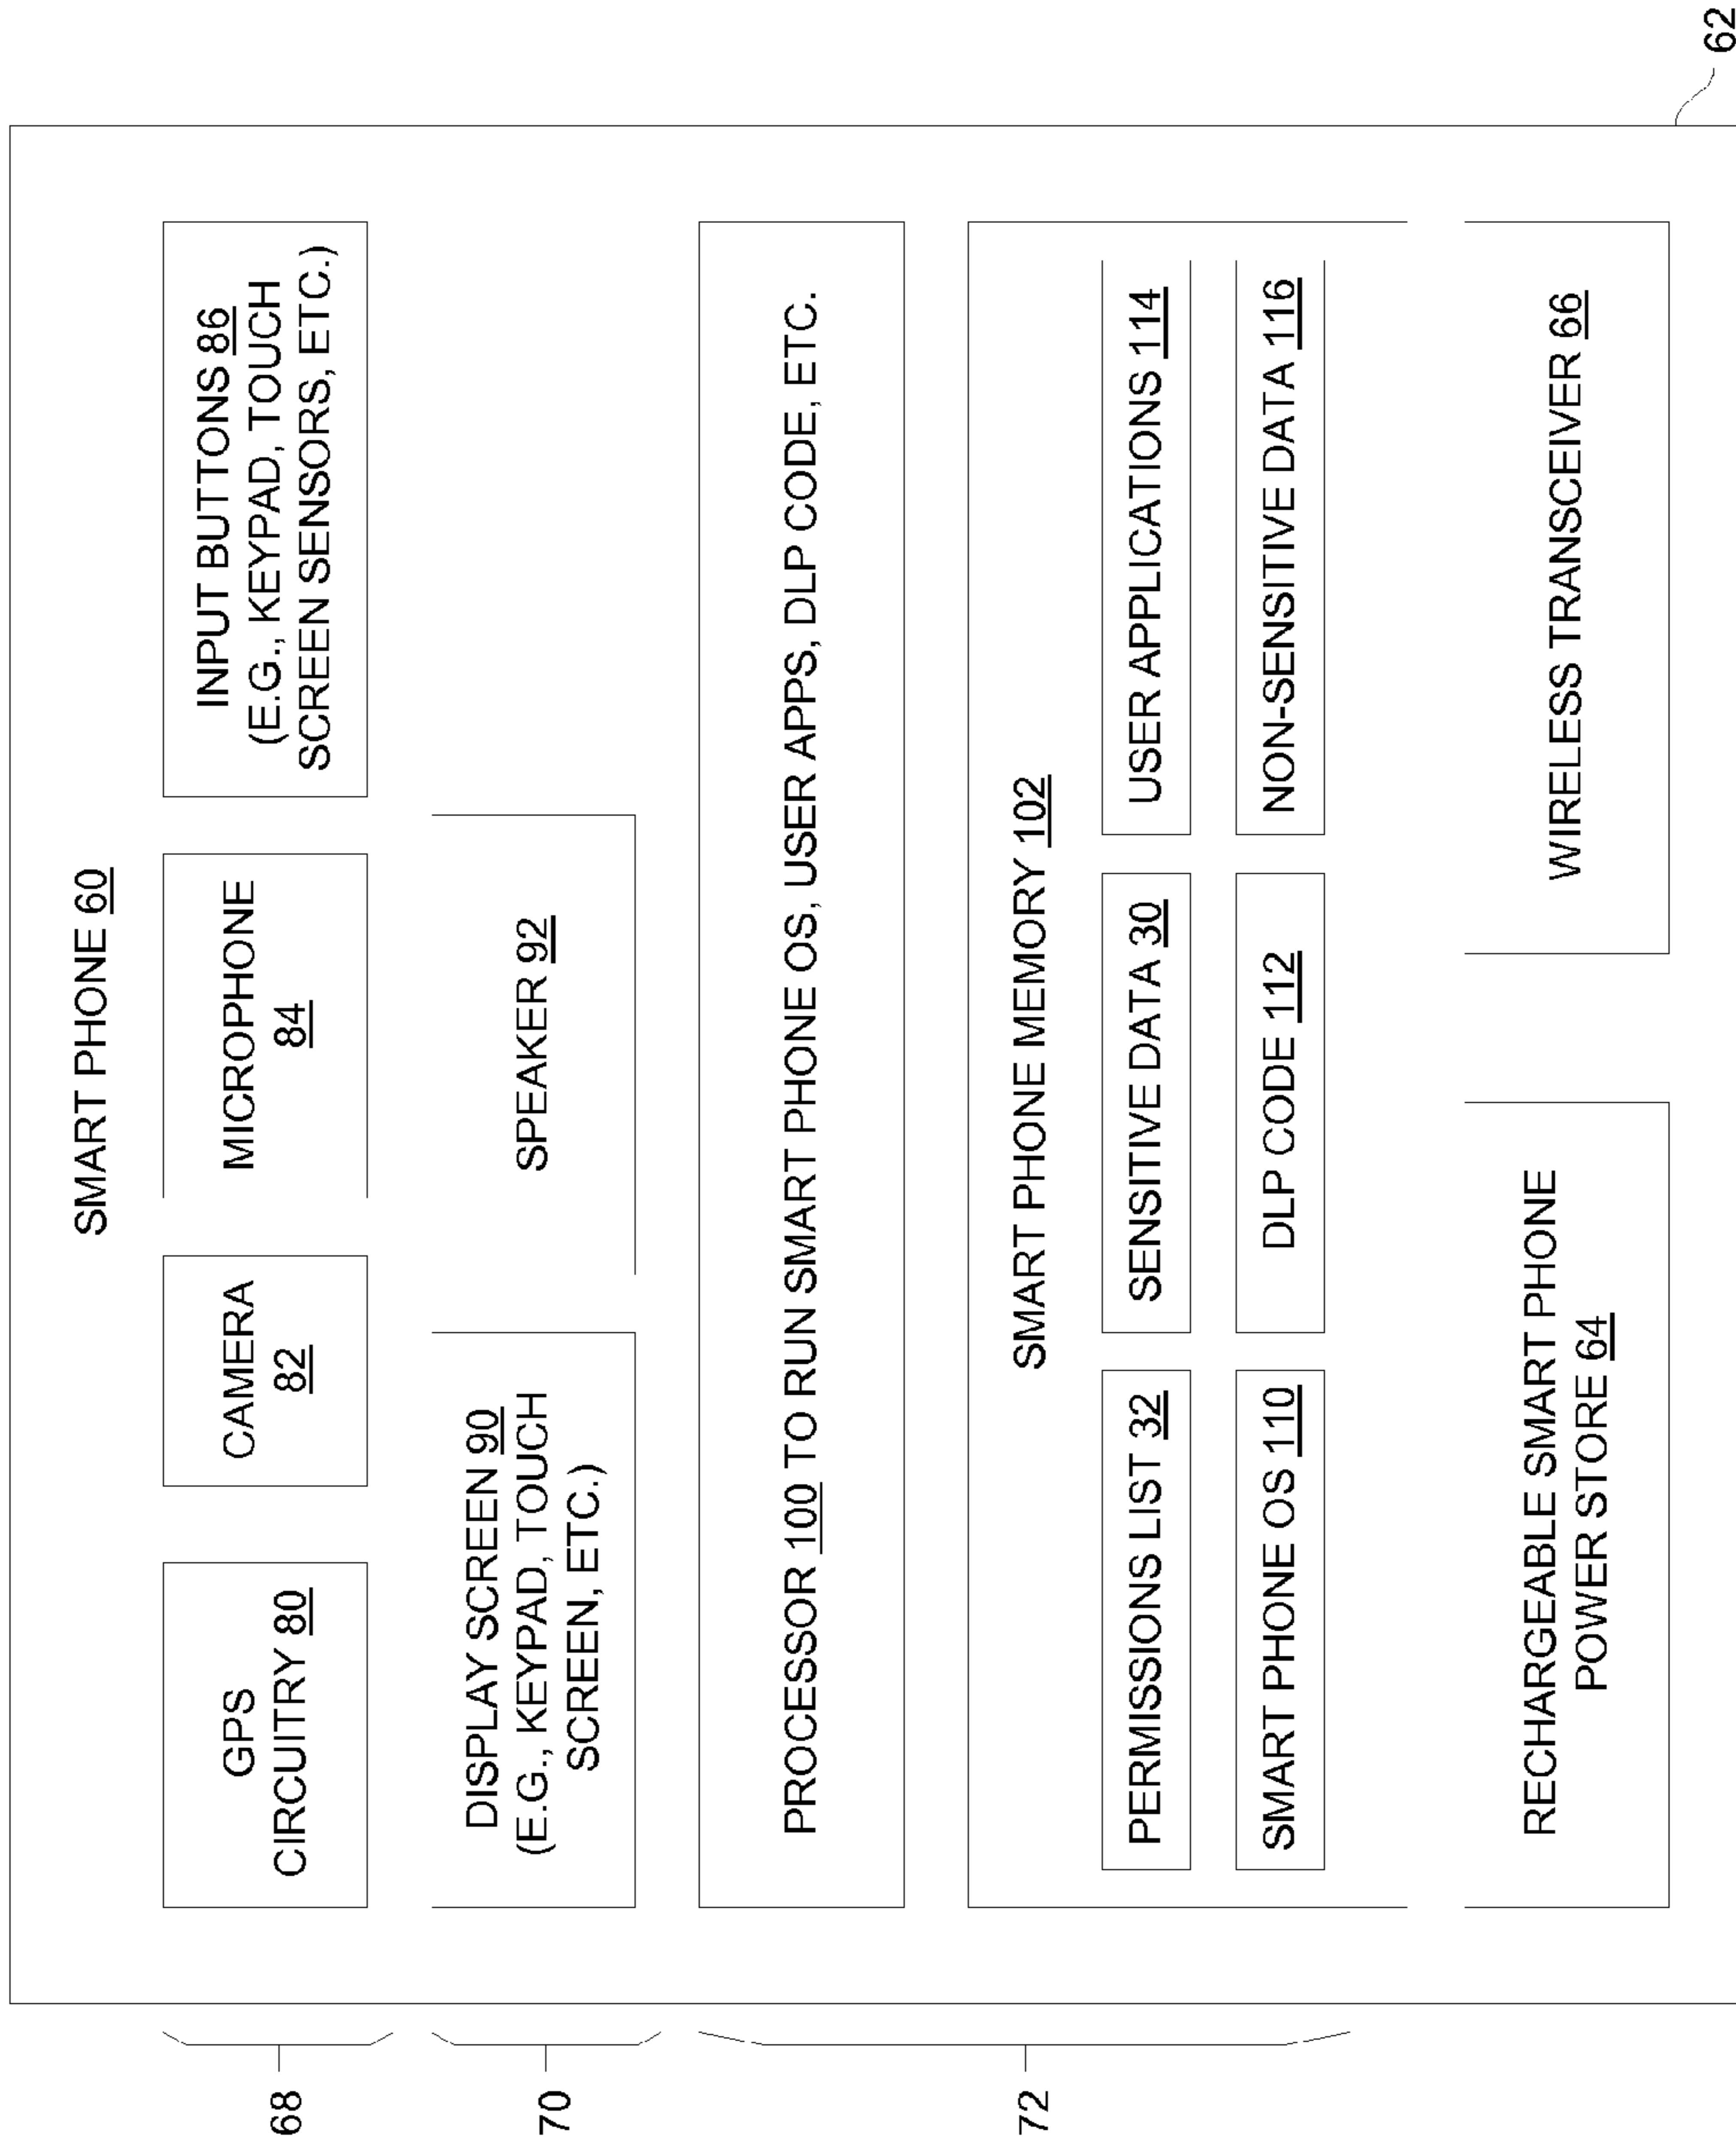 SMART PHONE 60
68
GPS
CIRCUITRY 80
CAMERA
82
MICROPHONE
84
INPUT BUTTONS 86
(E.G., KEYPAD, TOUCH
SCREEN SENSORS, ETC.)
70
DISPLAY SCREEN 90
(E.G., KEYPAD, TOUCH
SCREEN, ETC.)
SPEAKER 92
72
PROCESSOR 100 TO RUN SMART PHONE OS, USER APPS, DLP CODE, ETC.
SMART PHONE MEMORY 102
PERMISSIONS LIST 32
SENSITIVE DATA 30
USER APPLICATIONS 114
SMART PHONE OS 110
DLP CODE 112
NON-SENSITIVE DATA 116
RECHARGEABLE SMART PHONE
POWER STORE 64
WIRELESS TRANSCEIVER 66
62